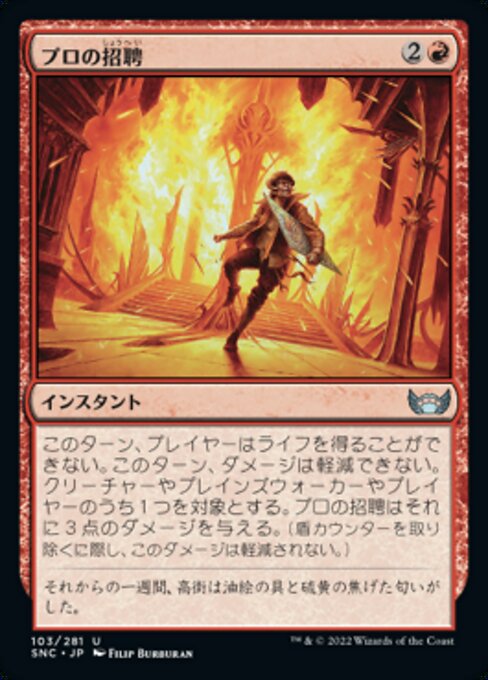 プロの招聘
しょうへい
2
インスタント
このターン、プレイヤーはライフを得ることがで
きない。このターン、ダメージは軽減できない。
クリーチャーやプレインズウォーカーやプレイ
ヤーのうち1つを対象とする。プロの招聘はそれ
に3点のダメージを与える。(盾カウンターを取り
除くに際し、このダメージは軽減されない。)
それからの一週間、高街は油絵の具と硫黄の焦げた匂いが
した。
103/281 U
SNC • JP Filip Burburan
™ & © 2022 Wizards of the Coast